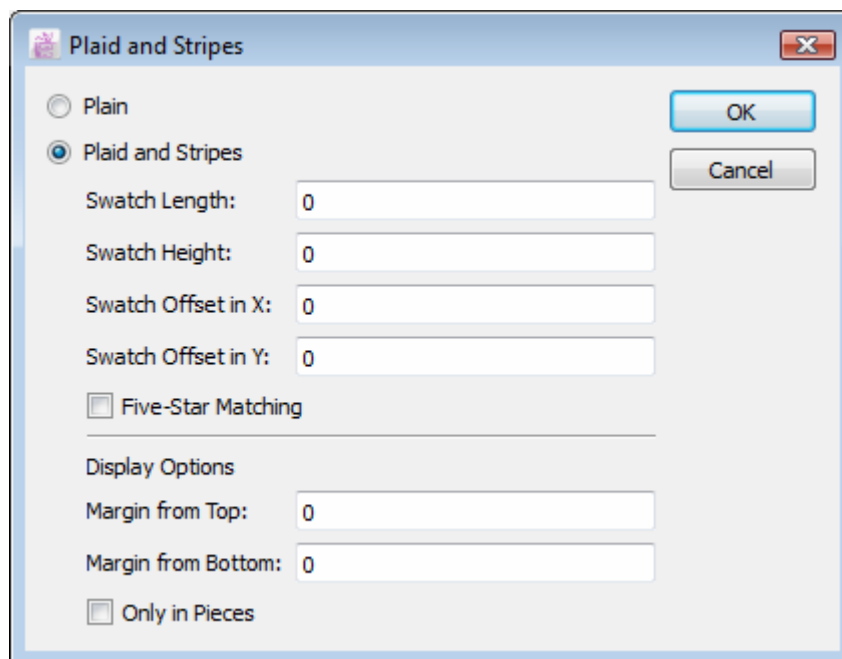 Plaid and Stripes
Plain
OK
Plaid and Stripes
Cancel
Swatch Length: 0
Swatch Height: 0
Swatch Offset in X: 0
Swatch Offset in Y: 0
Five-Star Matching
Display Options
Margin from Top: 0
Margin from Bottom: 0
Only in Pieces